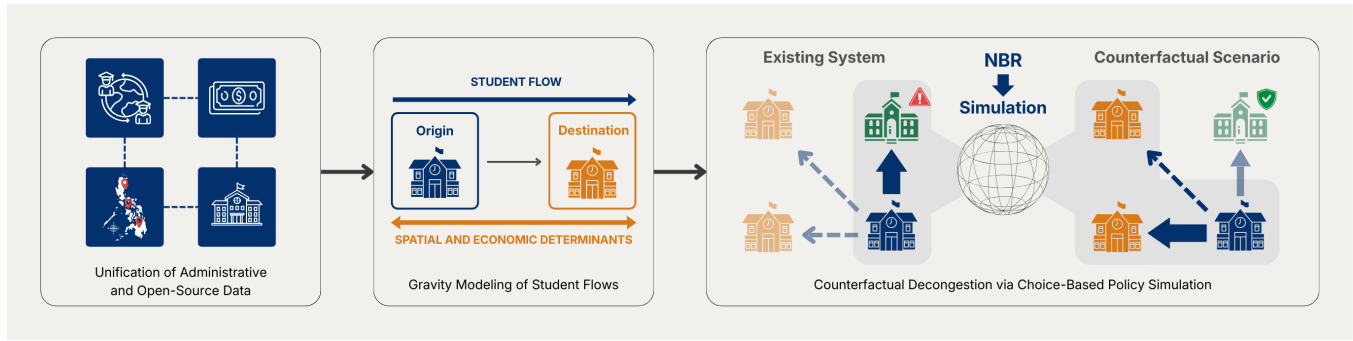 Unification of Administrative
and Open-Source Data
STUDENT FLOW
Origin
Destination
SPATIAL AND ECONOMIC DETERMINANTS
Gravity Modeling of Student Flows
Existing System
NBR
Simulation
Counterfactual Scenario
Counterfactual Decongestion via Choice-Based Policy Simulation